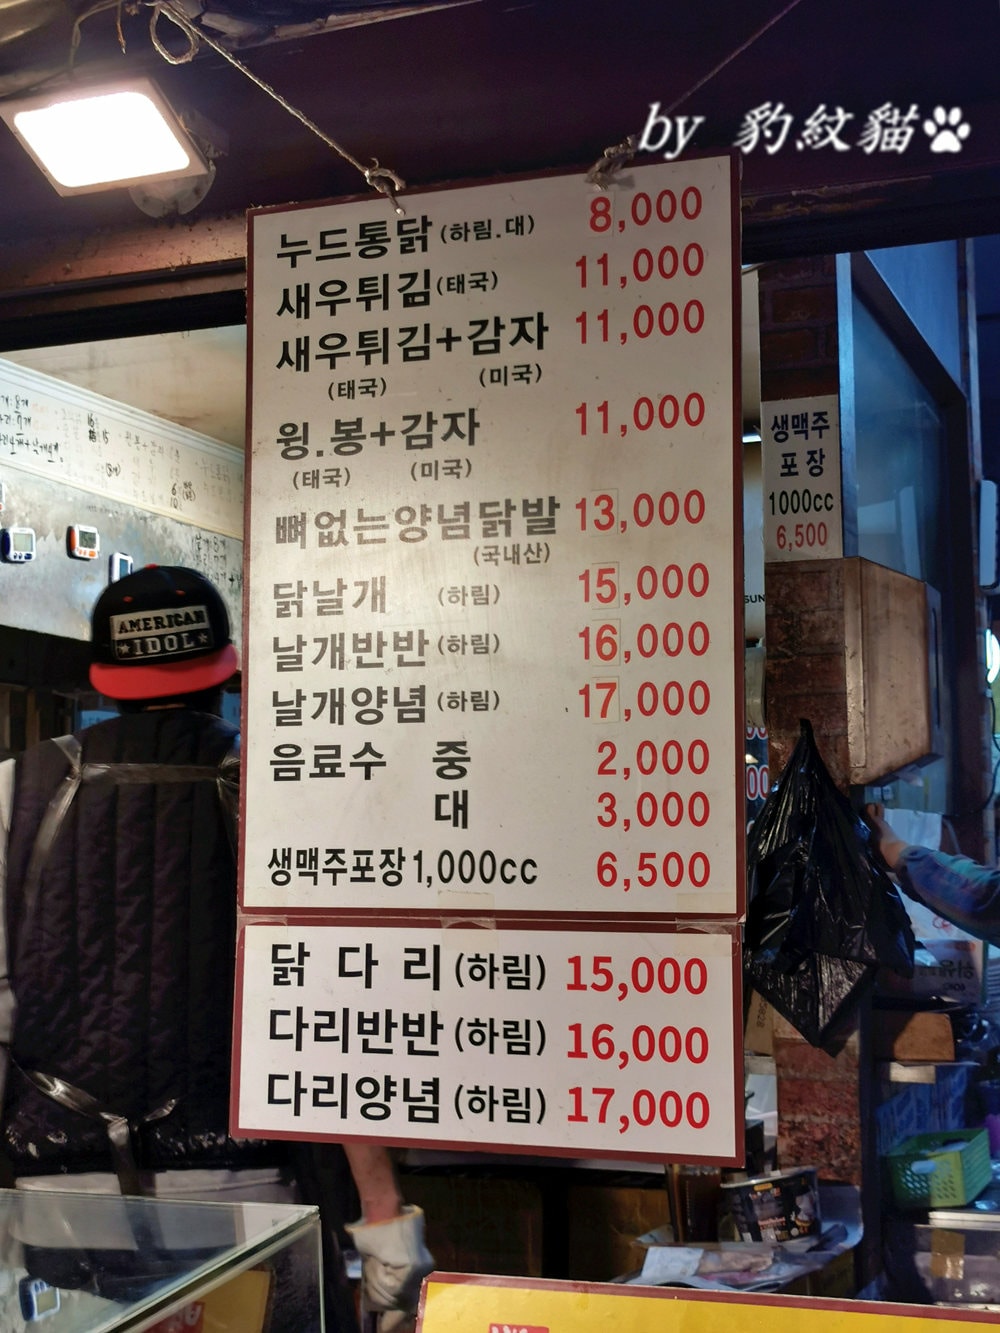 by 豹紋貓
누드통닭(하림.대) 8,000
새우튀김(태국) 11,000
새우튀김+감자 11,000
(태국) (미국)
윙.봉+감자 11,000
(태국) (미국)
뼈없는양념닭발 13,000
(국내산)
닭날개 (하림) 15,000
날개반반(하림) 16,000
날개양념(하림) 17,000
음료수 중 2,000
대 3,000
생맥주포장1,000cc 6,500
닭 다 리 (하림) 15,000
다리반반 (하림) 16,000
다리양념 (하림) 17,000
생맥주
포 장
1000cc
6,500
AMERICAN
IDOL